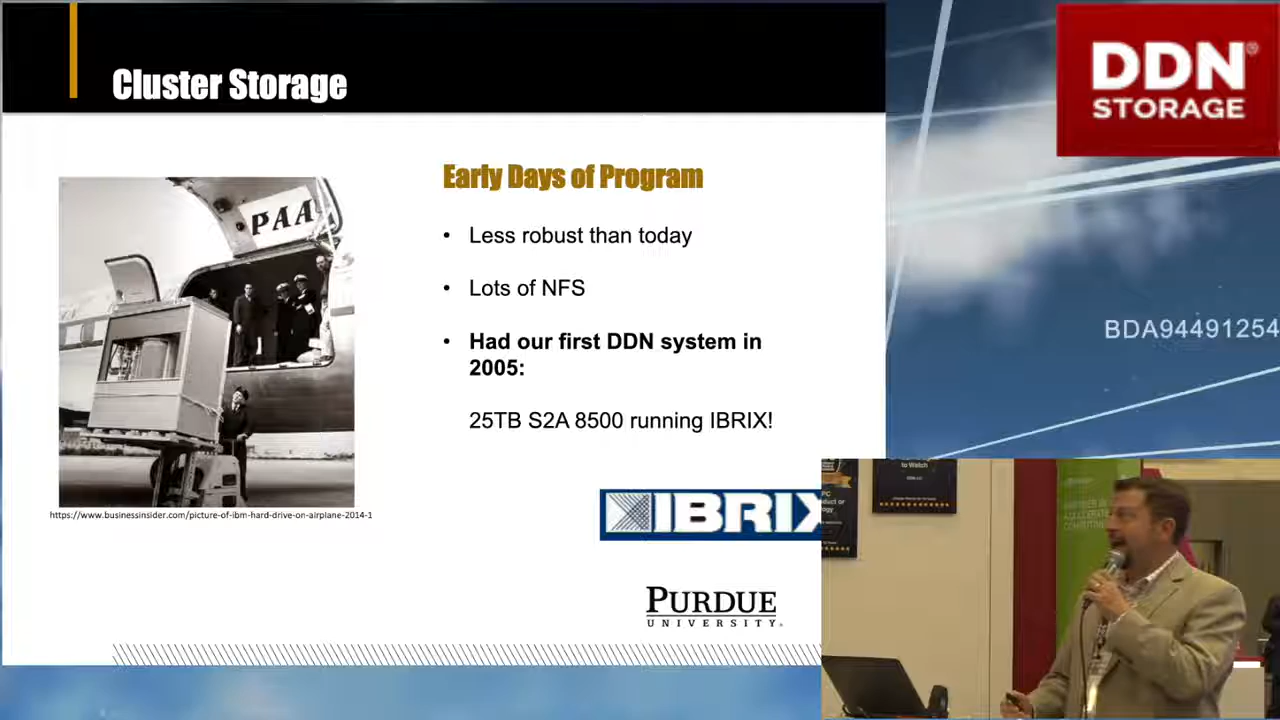 Cluster Storage
DDN®
STORAGE
Early Days of Program
PAA
• Less robust than today
• Lots of NFS
• Had our first DDN system in
2005:
25TB S2A 8500 running IBRIX!
BDA94491254
https://www.businessinsider.com/picture-of-ibm-hard-drive-on-airplane-2014-1
IBRIX
to Watch
PURDUE
UNIVERSITY®